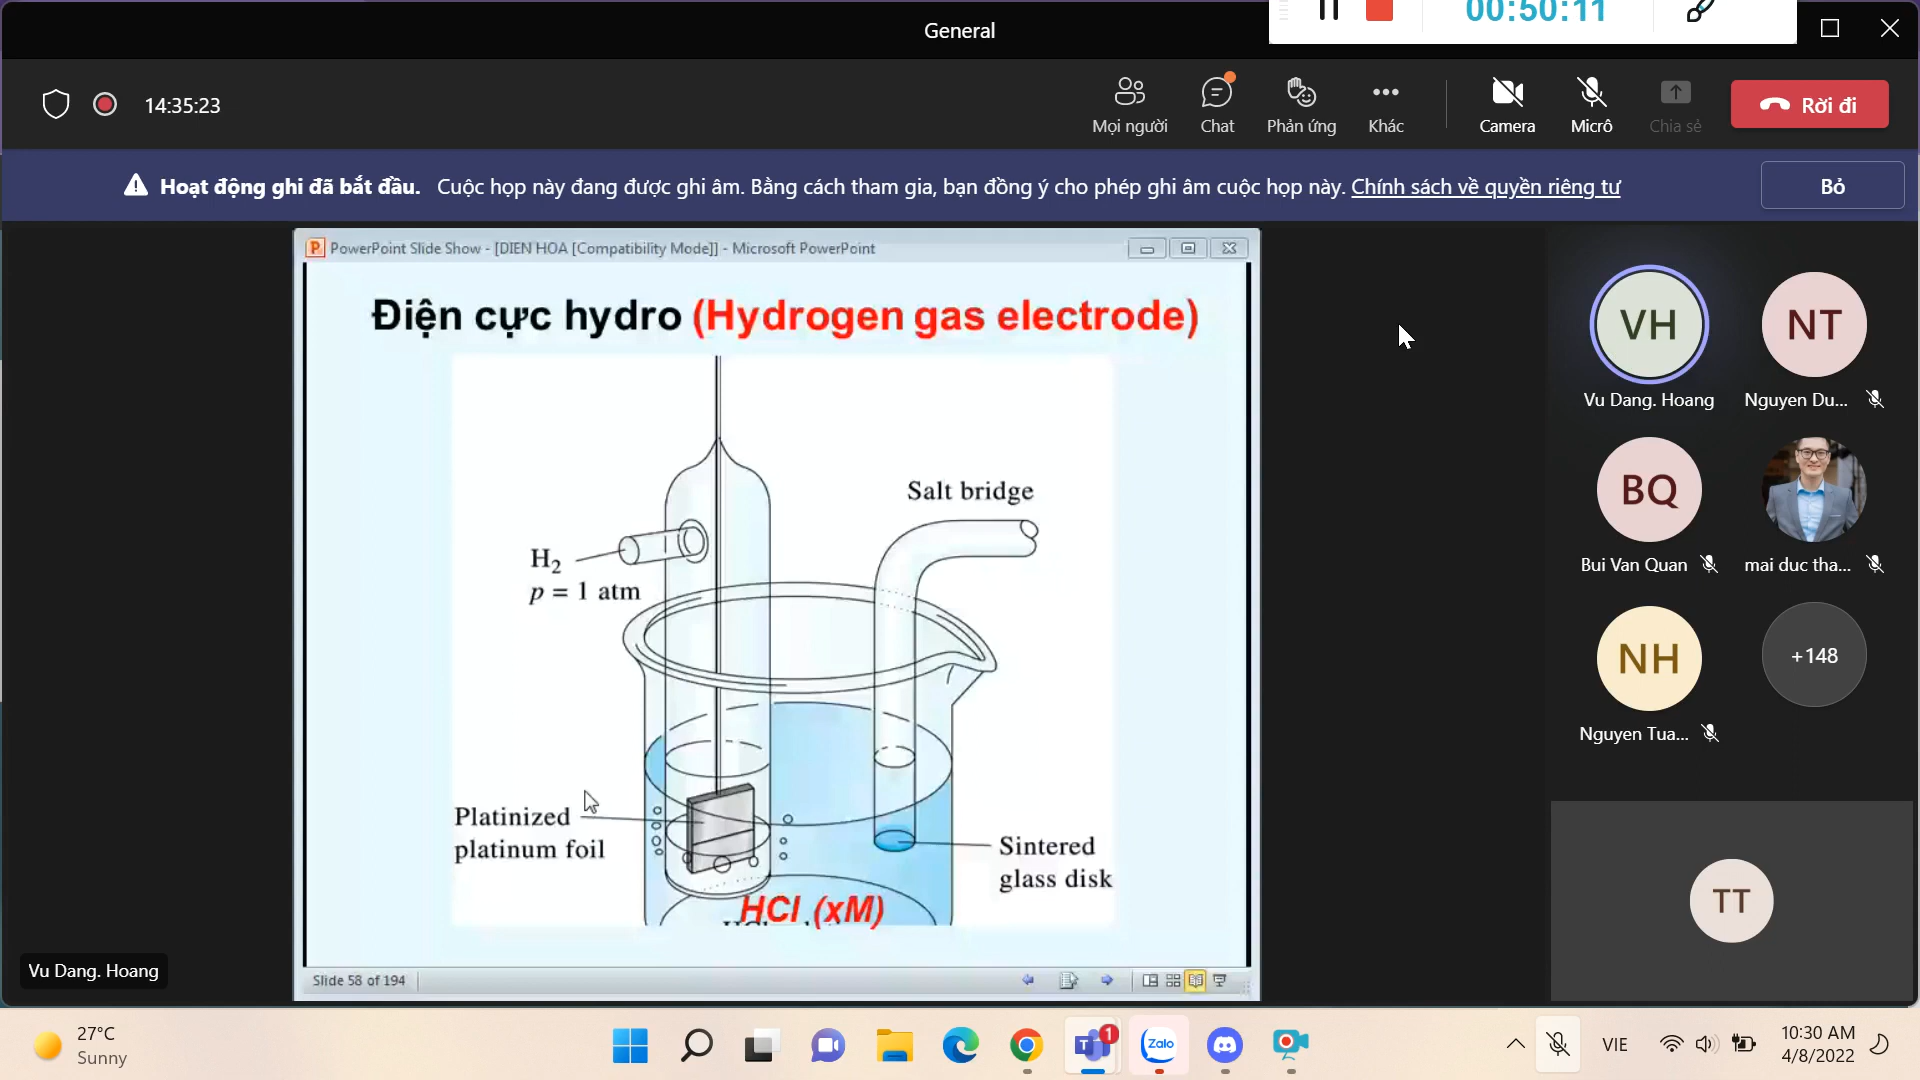 General
00:50:11
14:35:23
Mọi người
Chat
Phản ứng
Khác
Camera
Micrô
Chia sẻ
Rời đi
Hoạt động ghi đã bắt đầu. Cuộc họp này đang được ghi âm. Bằng cách tham gia, bạn đồng ý cho phép ghi âm cuộc họp này. Chính sách về quyền riêng tư
Bỏ
PowerPoint Slide Show - [DIEN HOA [Compatibility Mode]] - Microsoft PowerPoint
Điện cực hydro (Hydrogen gas electrode)
Salt bridge
H2
p = 1 atm
Platinized
platinum foil
Sintered
glass disk
HCl (xM)
Slide 58 of 194
Vu Dang. Hoang
VH
Vu Dang. Hoang
NT
Nguyen Du...
BQ
Bui Van Quan
mai duc tha...
NH
Nguyen Tua...
+148
TT
27°C
Sunny
1
Zalo
VIE
10:30 AM
4/8/2022